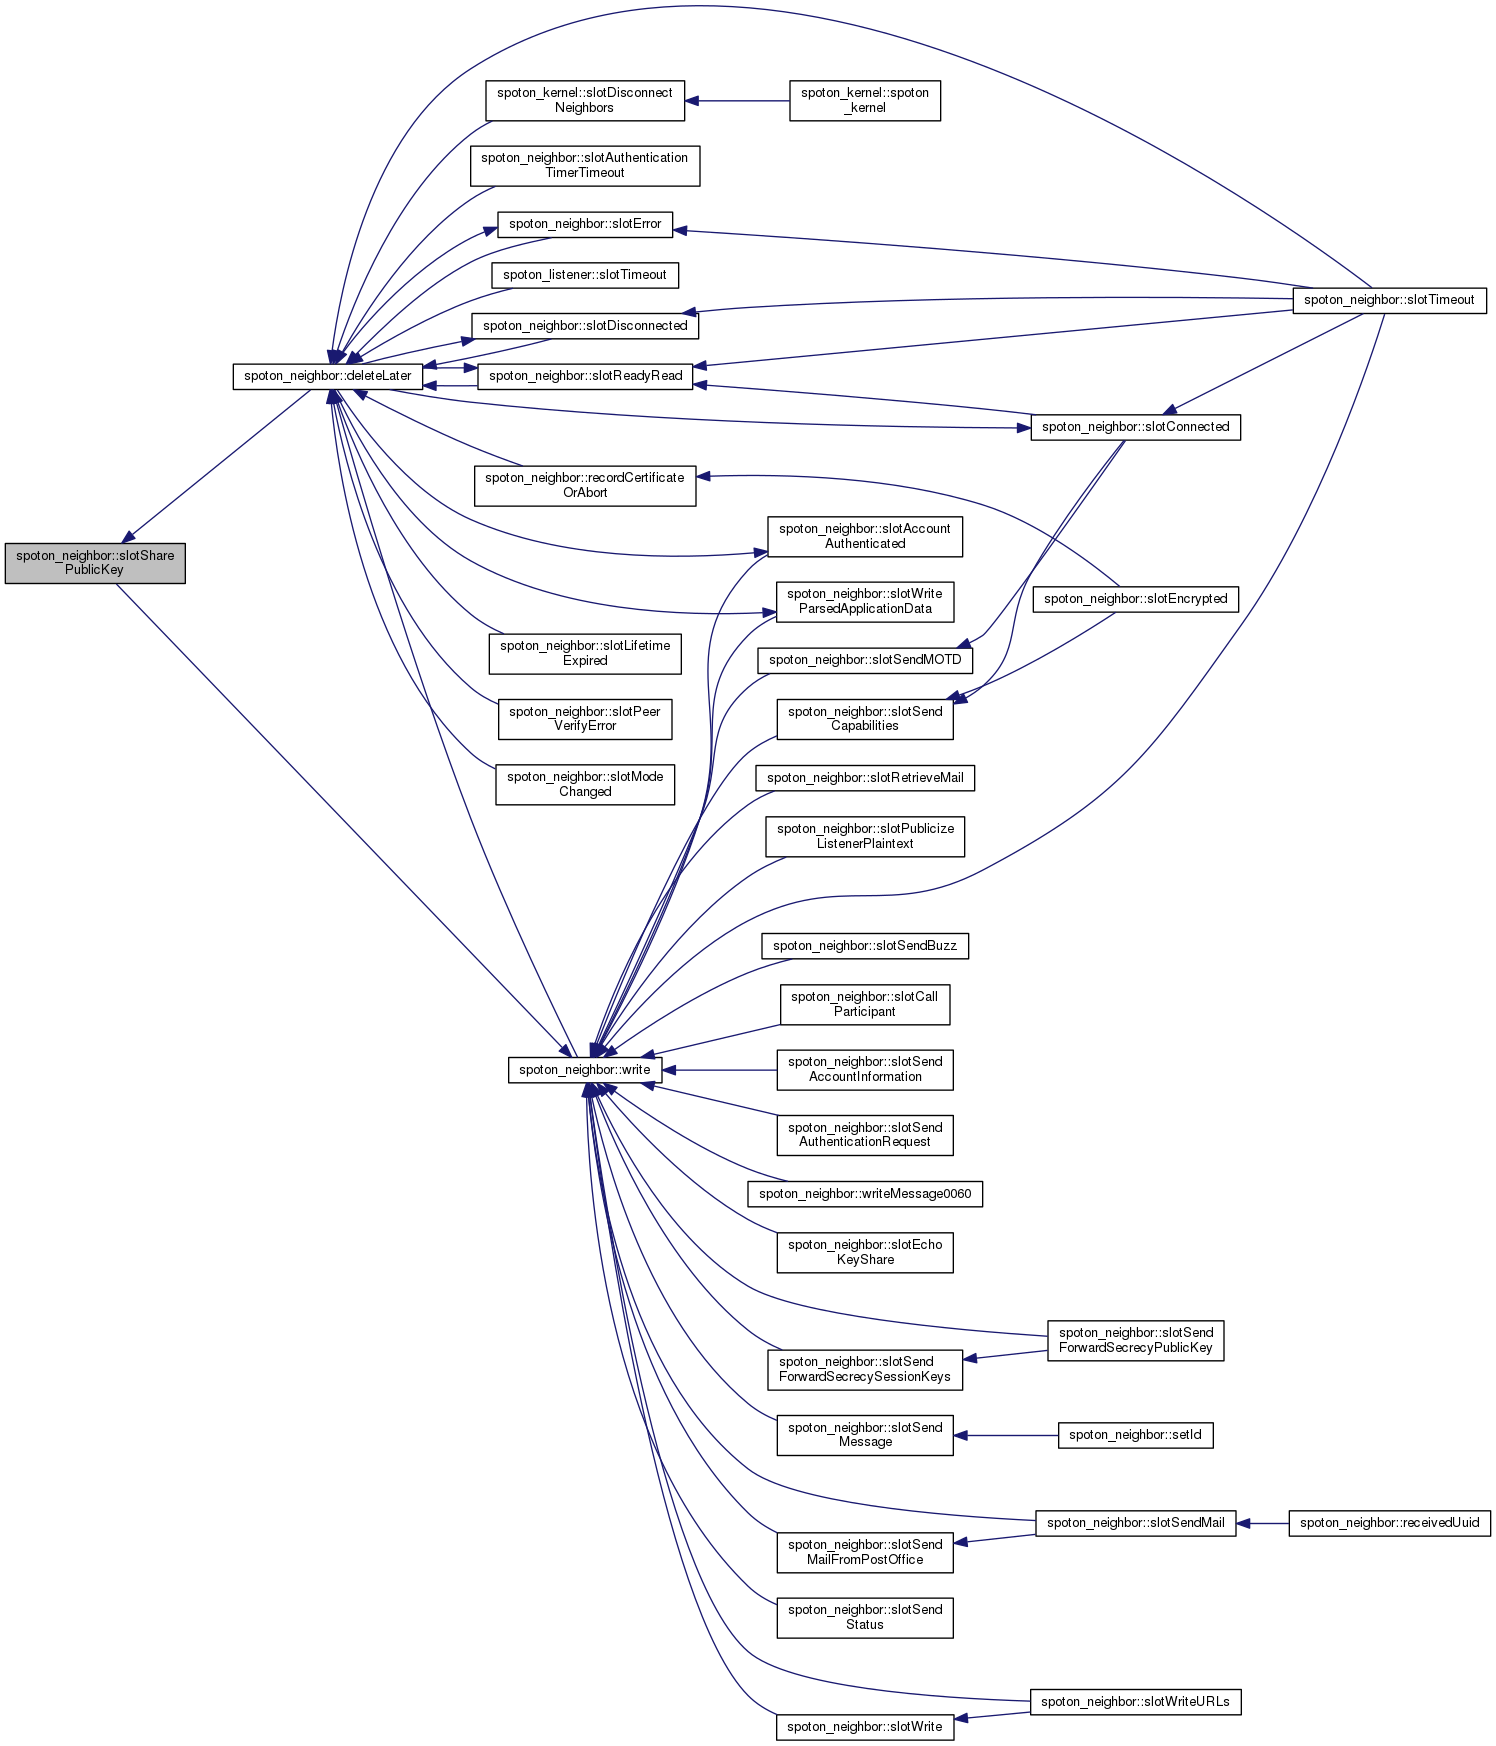 spoton_kernel::slotDisconnect
Neighbors
spoton_kernel::spoton
_kernel
spoton_neighbor::slotAuthentication
TimerTimeout
spoton_neighbor::slotError
spoton_listener::slotTimeout
spoton_neighbor::slotTimeout
spoton_neighbor::slotDisconnected
spoton_neighbor::deleteLater
spoton_neighbor::slotReadyRead
spoton_neighbor::slotConnected
spoton_neighbor::recordCertificate
OrAbort
spoton_neighbor::slotAccount
Authenticated
spoton_neighbor::slotShare
PublicKey
spoton_neighbor::slotWrite
ParsedApplicationData
spoton_neighbor::slotEncrypted
spoton_neighbor::slotLifetime
Expired
spoton_neighbor::slotSendMOTD
spoton_neighbor::slotPeer
VerifyError
spoton_neighbor::slotSend
Capabilities
spoton_neighbor::slotMode
Changed
spoton_neighbor::slotRetrieveMail
spoton_neighbor::slotPublicize
ListenerPlaintext
spoton_neighbor::slotSendBuzz
spoton_neighbor::slotCall
Participant
spoton_neighbor::write
spoton_neighbor::slotSend
AccountInformation
spoton_neighbor::slotSend
AuthenticationRequest
spoton_neighbor::writeMessage0060
spoton_neighbor::slotEcho
KeyShare
spoton_neighbor::slotSend
ForwardSecrecyPublicKey
spoton_neighbor::slotSend
ForwardSecrecySessionKeys
spoton_neighbor::slotSend
Message
spoton_neighbor::setId
spoton_neighbor::slotSendMail
spoton_neighbor::receivedUuid
spoton_neighbor::slotSend
MailFromPostOffice
spoton_neighbor::slotSend
Status
spoton_neighbor::slotWriteURLs
spoton_neighbor::slotWrite